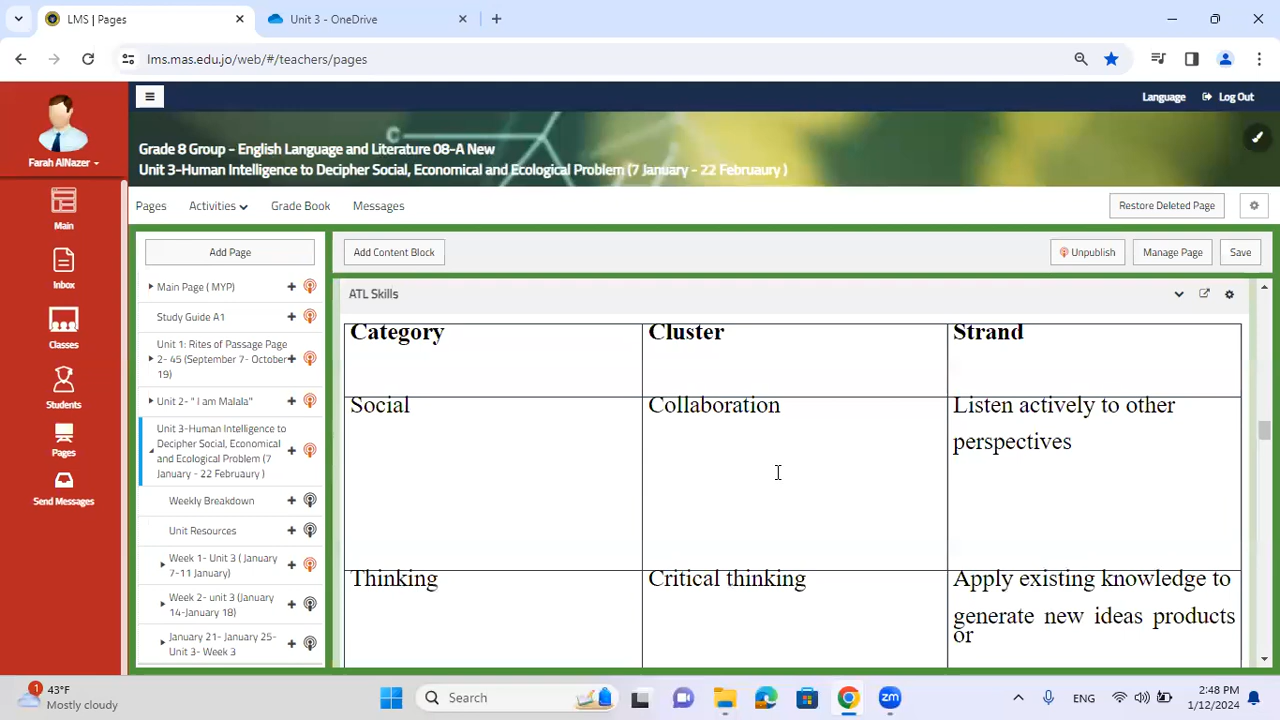 LMS | Pages
Unit 3 - OneDrive
lms.mas.edu.jo/web/#/teachers/pages
Farah AlNazer
Main
Inbox
Classes
Students
Pages
Send Messages
Language
Log Out
Grade 8 Group - English Language and Literature 08-A New
Unit 3-Human Intelligence to Decipher Social, Economical and Ecological Problem (7 January - 22 Februaury )
Pages
Activities
Grade Book
Messages
Restore Deleted Page
Add Page
Main Page ( MYP)
Study Guide A1
Unit 1: Rites of Passage Page
2- 45 (September 7- October
19)
Unit 2- " I am Malala"
Unit 3-Human Intelligence to
Decipher Social, Economical
and Ecological Problem (7
January - 22 Februaury )
Weekly Breakdown
Unit Resources
Week 1- Unit 3 ( January
7-11 January)
Week 2- unit 3 (January
14-January 18)
January 21- January 25-
Unit 3- Week 3
Add Content Block
Unpublish
Manage Page
Save
ATL Skills
Category
Cluster
Strand
Social
Collaboration
Listen actively to other
perspectives
Thinking
Critical thinking
Apply existing knowledge to
generate new ideas products
or
1
43°F
Mostly cloudy
Search
ENG
2:48 PM
1/12/2024